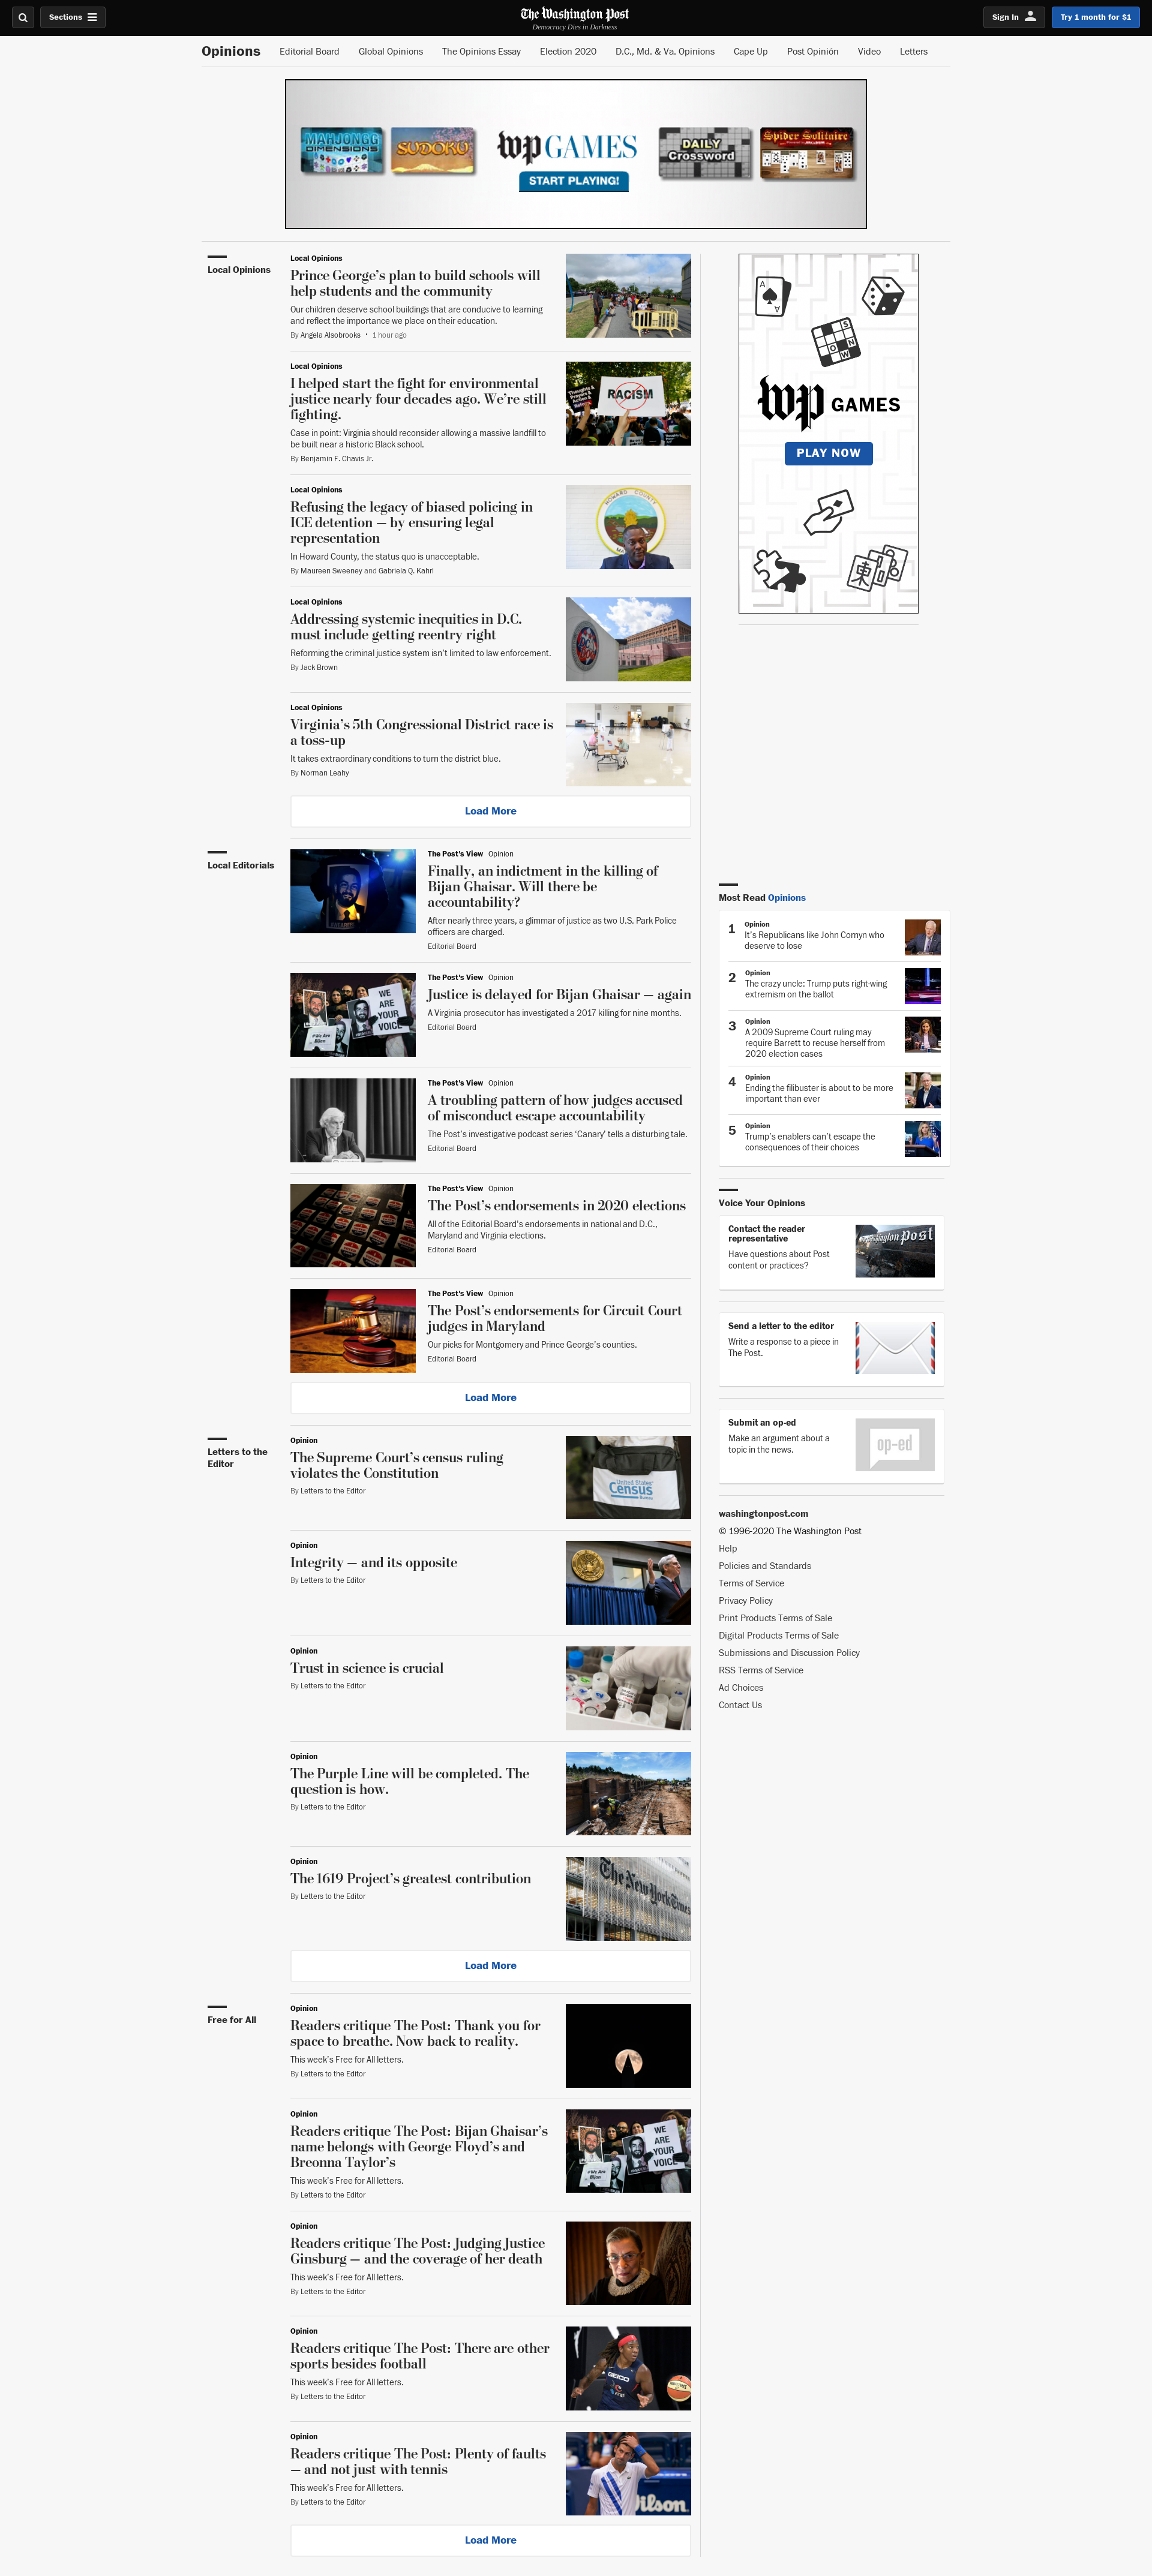 Sections
The Washington Post
Democracy Dies in Darkness
Sign In
Try 1 month for $1
Opinions
Editorial Board
Global Opinions
The Opinions Essay
Election 2020
D.C., Md. & Va. Opinions
Cape Up
Post Opinión
Video
Letters
MAHJONGG
DIMENSIONS
SUDOKU
wp GAMES
START PLAYING!
DAILY
Crossword
Spider Solitaire
Local Opinions
Local Opinions
Prince George's plan to build schools will
help students and the community
Our children deserve school buildings that are conducive to learning
and reflect the importance we place on their education.
By Angela Alsobrooks • 1 hour ago
Local Opinions
I helped start the fight for environmental
justice nearly four decades ago. We're still
fighting.
Case in point: Virginia should reconsider allowing a massive landfill to
be built near a historic Black school.
By Benjamin F. Chavis Jr.
RACISM
Local Opinions
Refusing the legacy of biased policing in
ICE detention — by ensuring legal
representation
In Howard County, the status quo is unacceptable.
By Maureen Sweeney and Gabriela Q. Kahrl
HOWARD COUNTY
Local Opinions
Addressing systemic inequities in D.C.
must include getting reentry right
Reforming the criminal justice system isn't limited to law enforcement.
By Jack Brown
Local Opinions
Virginia's 5th Congressional District race is
a toss-up
It takes extraordinary conditions to turn the district blue.
By Norman Leahy
Load More
A
S
NOW
wp GAMES
PLAY NOW
東
Local Editorials
The Post's View Opinion
Finally, an indictment in the killing of
Bijan Ghaisar. Will there be
accountability?
After nearly three years, a glimmar of justice as two U.S. Park Police
officers are charged.
Editorial Board
The Post's View Opinion
Justice is delayed for Bijan Ghaisar — again
A Virginia prosecutor has investigated a 2017 killing for nine months.
Editorial Board
WE
ARE
YOUR
VOICE
The Post's View Opinion
A troubling pattern of how judges accused
of misconduct escape accountability
The Post's investigative podcast series 'Canary' tells a disturbing tale.
Editorial Board
The Post's View Opinion
The Post's endorsements in 2020 elections
All of the Editorial Board's endorsements in national and D.C.,
Maryland and Virginia elections.
Editorial Board
The Post's View Opinion
The Post's endorsements for Circuit Court
judges in Maryland
Our picks for Montgomery and Prince George's counties.
Editorial Board
Load More
Most Read Opinions
1
Opinion
It's Republicans like John Cornyn who
deserve to lose
2
Opinion
The crazy uncle: Trump puts right-wing
extremism on the ballot
3
Opinion
A 2009 Supreme Court ruling may
require Barrett to recuse herself from
2020 election cases
4
Opinion
Ending the filibuster is about to be more
important than ever
5
Opinion
Trump's enablers can't escape the
consequences of their choices
Voice Your Opinions
Contact the reader
representative
Have questions about Post
content or practices?
Washington Post
Send a letter to the editor
Write a response to a piece in
The Post.
Submit an op-ed
Make an argument about a
topic in the news.
op-ed
washingtonpost.com
© 1996-2020 The Washington Post
Help
Policies and Standards
Terms of Service
Privacy Policy
Print Products Terms of Sale
Digital Products Terms of Sale
Submissions and Discussion Policy
RSS Terms of Service
Ad Choices
Contact Us
Letters to the
Editor
Opinion
The Supreme Court's census ruling
violates the Constitution
By Letters to the Editor
United States
Census
Bureau
Opinion
Integrity — and its opposite
By Letters to the Editor
Opinion
Trust in science is crucial
By Letters to the Editor
Opinion
The Purple Line will be completed. The
question is how.
By Letters to the Editor
Opinion
The 1619 Project's greatest contribution
By Letters to the Editor
The New York Times
Load More
Free for All
Opinion
Readers critique The Post: Thank you for
space to breathe. Now back to reality.
This week's Free for All letters.
By Letters to the Editor
Opinion
Readers critique The Post: Bijan Ghaisar's
name belongs with George Floyd's and
Breonna Taylor's
This week's Free for All letters.
By Letters to the Editor
WE
ARE
YOUR
VOICE
Opinion
Readers critique The Post: Judging Justice
Ginsburg — and the coverage of her death
This week's Free for All letters.
By Letters to the Editor
Opinion
Readers critique The Post: There are other
sports besides football
This week's Free for All letters.
By Letters to the Editor
GEICO
Opinion
Readers critique The Post: Plenty of faults
— and not just with tennis
This week's Free for All letters.
By Letters to the Editor
Wilson
Load More